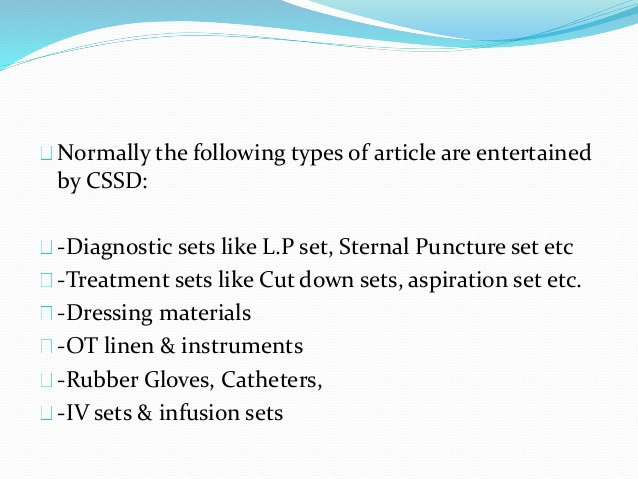 Normally the following types of article are entertained
by CSSD:
-Diagnostic sets like L.P set, Sternal Puncture set etc
-Treatment sets like Cut down sets, aspiration set etc.
-Dressing materials
-OT linen & instruments
-Rubber Gloves, Catheters,
-IV sets & infusion sets